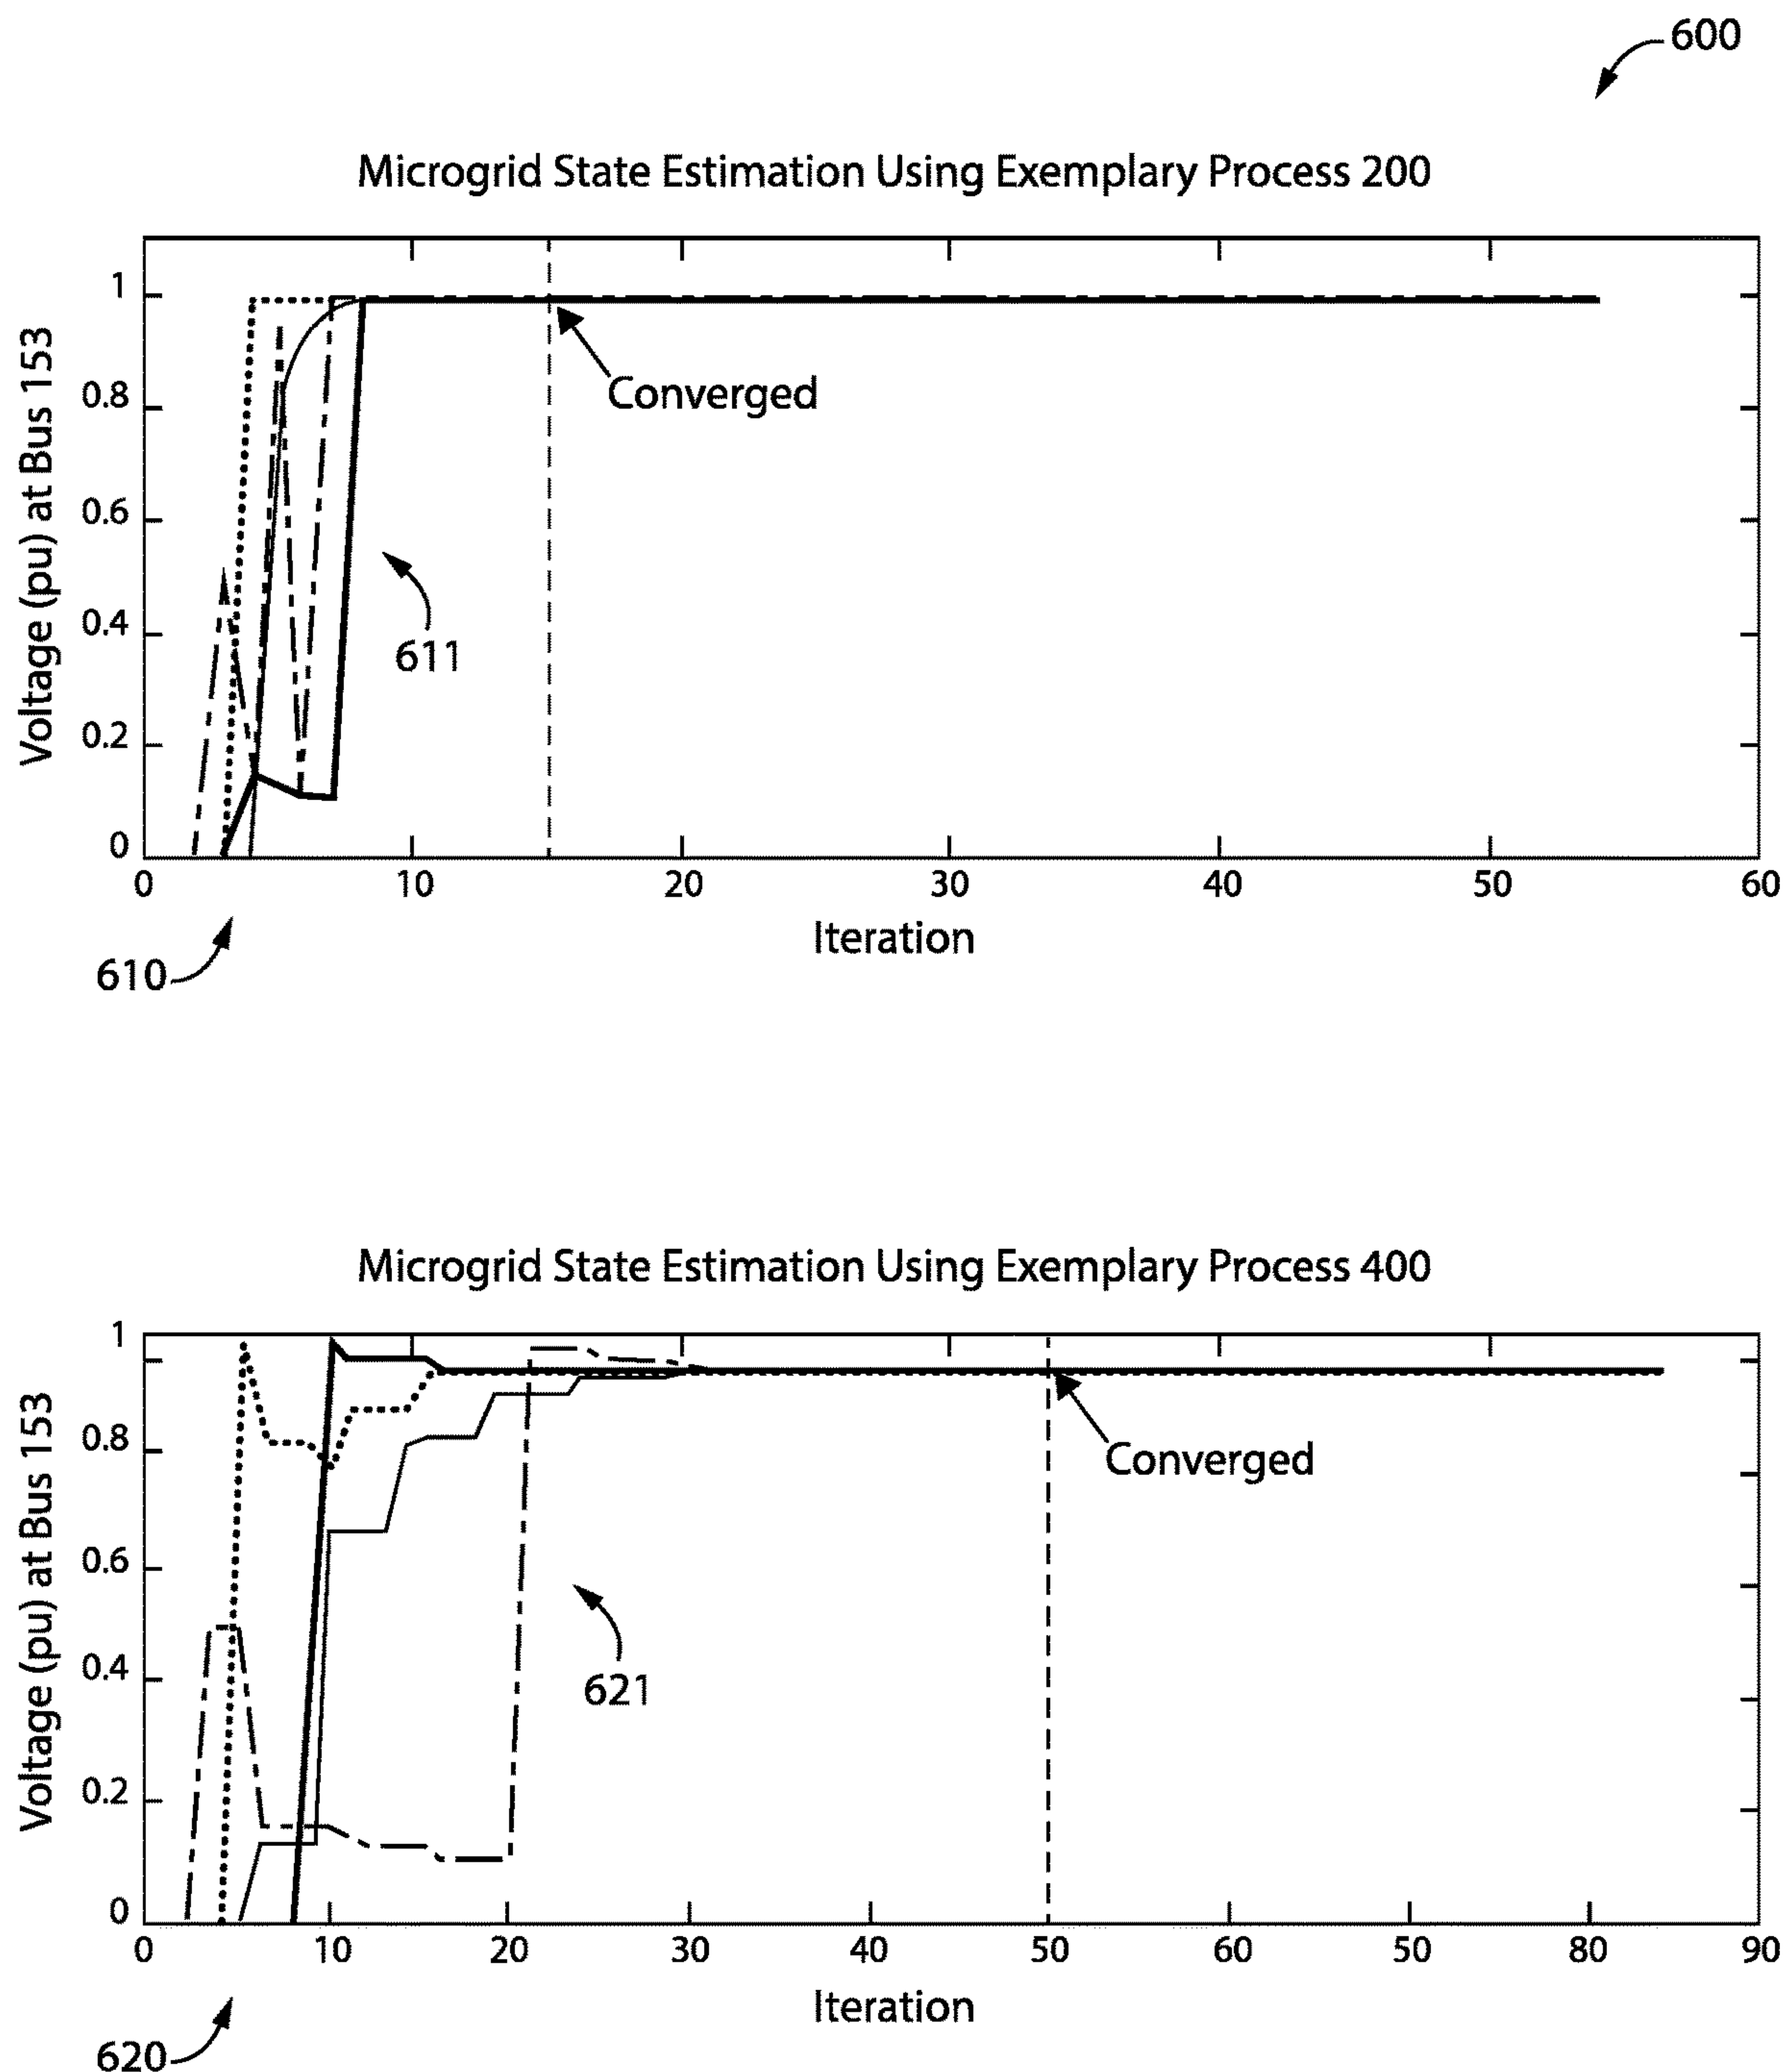 600
Microgrid State Estimation Using Exemplary Process 200
Voltage (pu) at Bus 153
1
0.8
0.6
0.4
0.2
0
Converged
611
0 10 20 30 40 50 60
Iteration
610
Microgrid State Estimation Using Exemplary Process 400
Voltage (pu) at Bus 153
1
0.8
0.6
0.4
0.2
0
Converged
621
0 10 20 30 40 50 60 50 80 90
Iteration
620